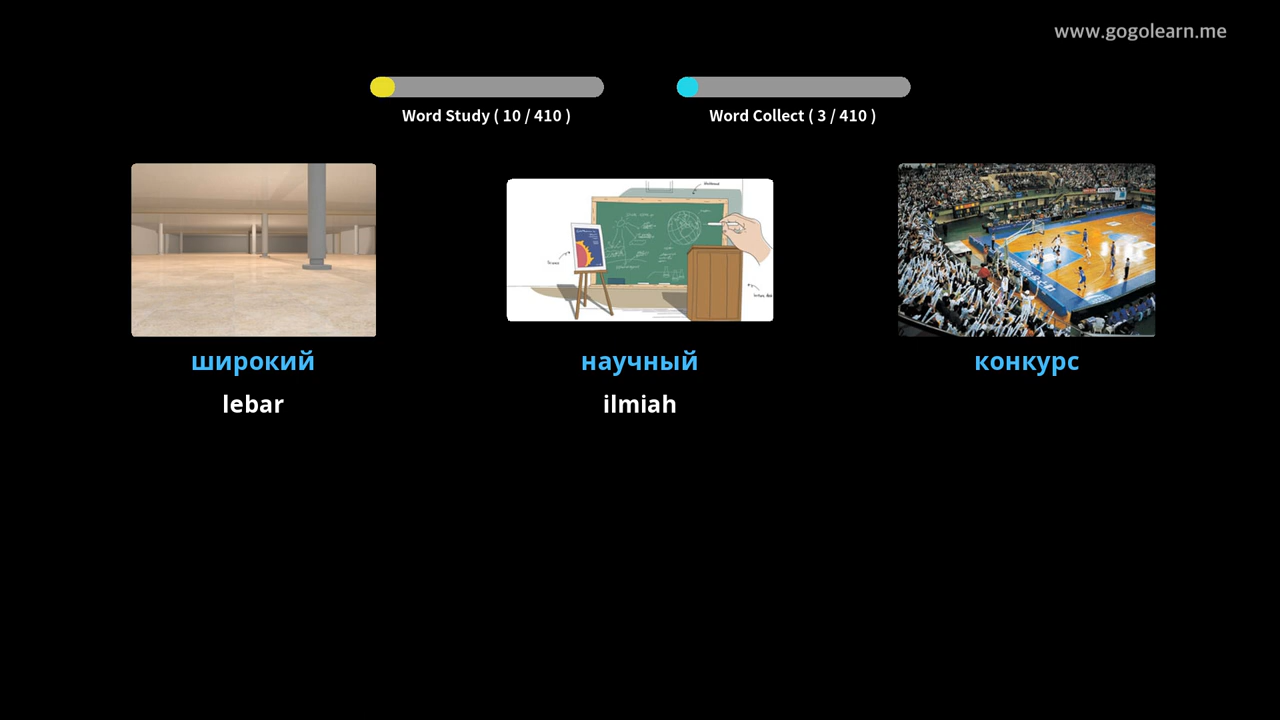 www.gogolearn.me
Word Study ( 10 / 410 )
Word Collect ( 3 / 410 )
широкий
научный
конкурс
lebar
ilmiah